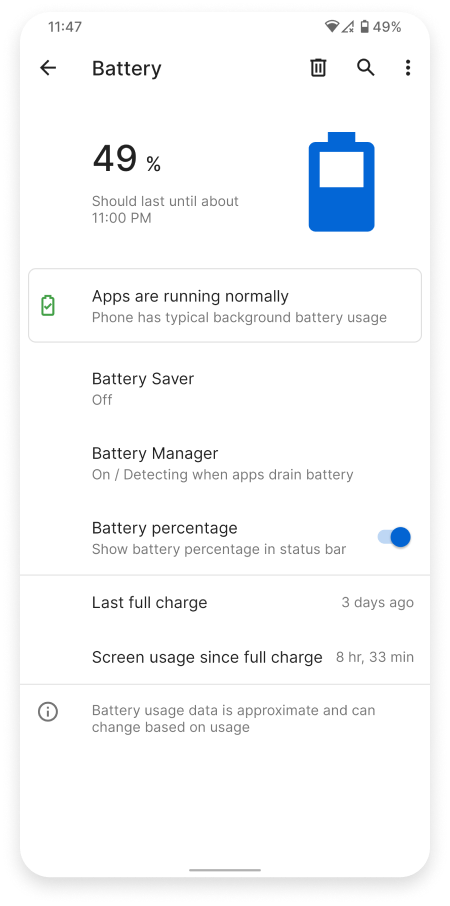 11:47
49%
Battery
49 %
Should last until about
11:00 PM
Apps are running normally
Phone has typical background battery usage
Battery Saver
Off
Battery Manager
On / Detecting when apps drain battery
Battery percentage
Show battery percentage in status bar
Last full charge
3 days ago
Screen usage since full charge
8 hr, 33 min
Battery usage data is approximate and can
change based on usage